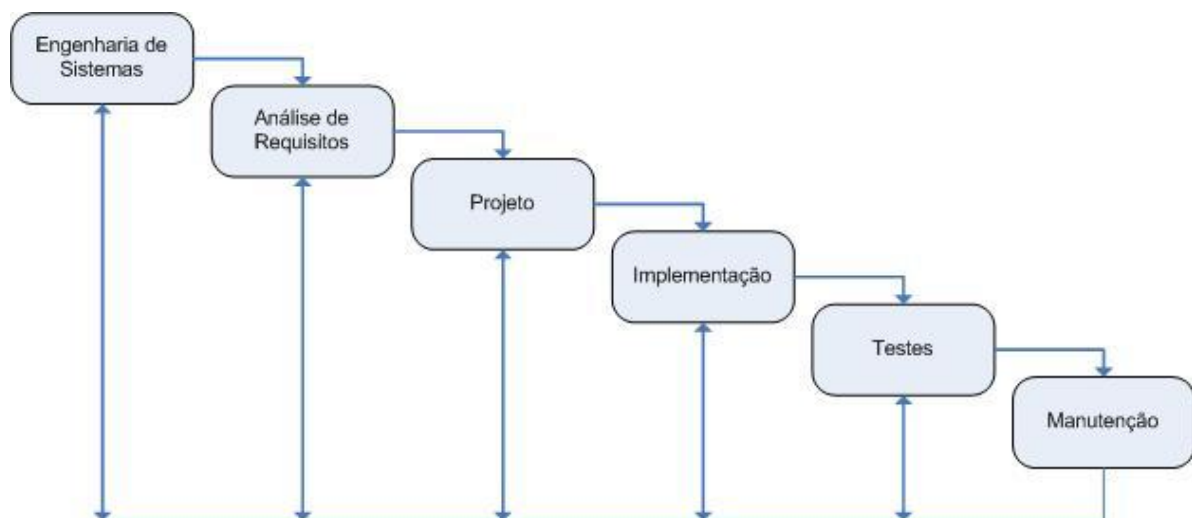 Engenharia de
Sistemas
Análise de
Requisitos
Projeto
Implementação
Testes
Manutenção